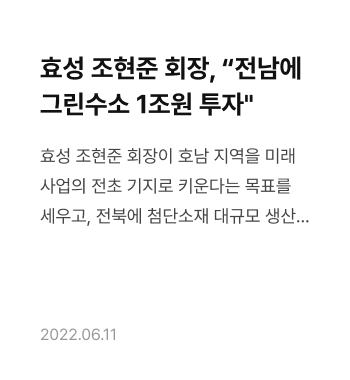 효성 조현준 회장, “전남에
그린수소 1조원 투자"
효성 조현준 회장이 호남 지역을 미래
사업의 전초 기지로 키운다는 목표를
세우고, 전북에 첨단소재 대규모 생산...
2022.06.11